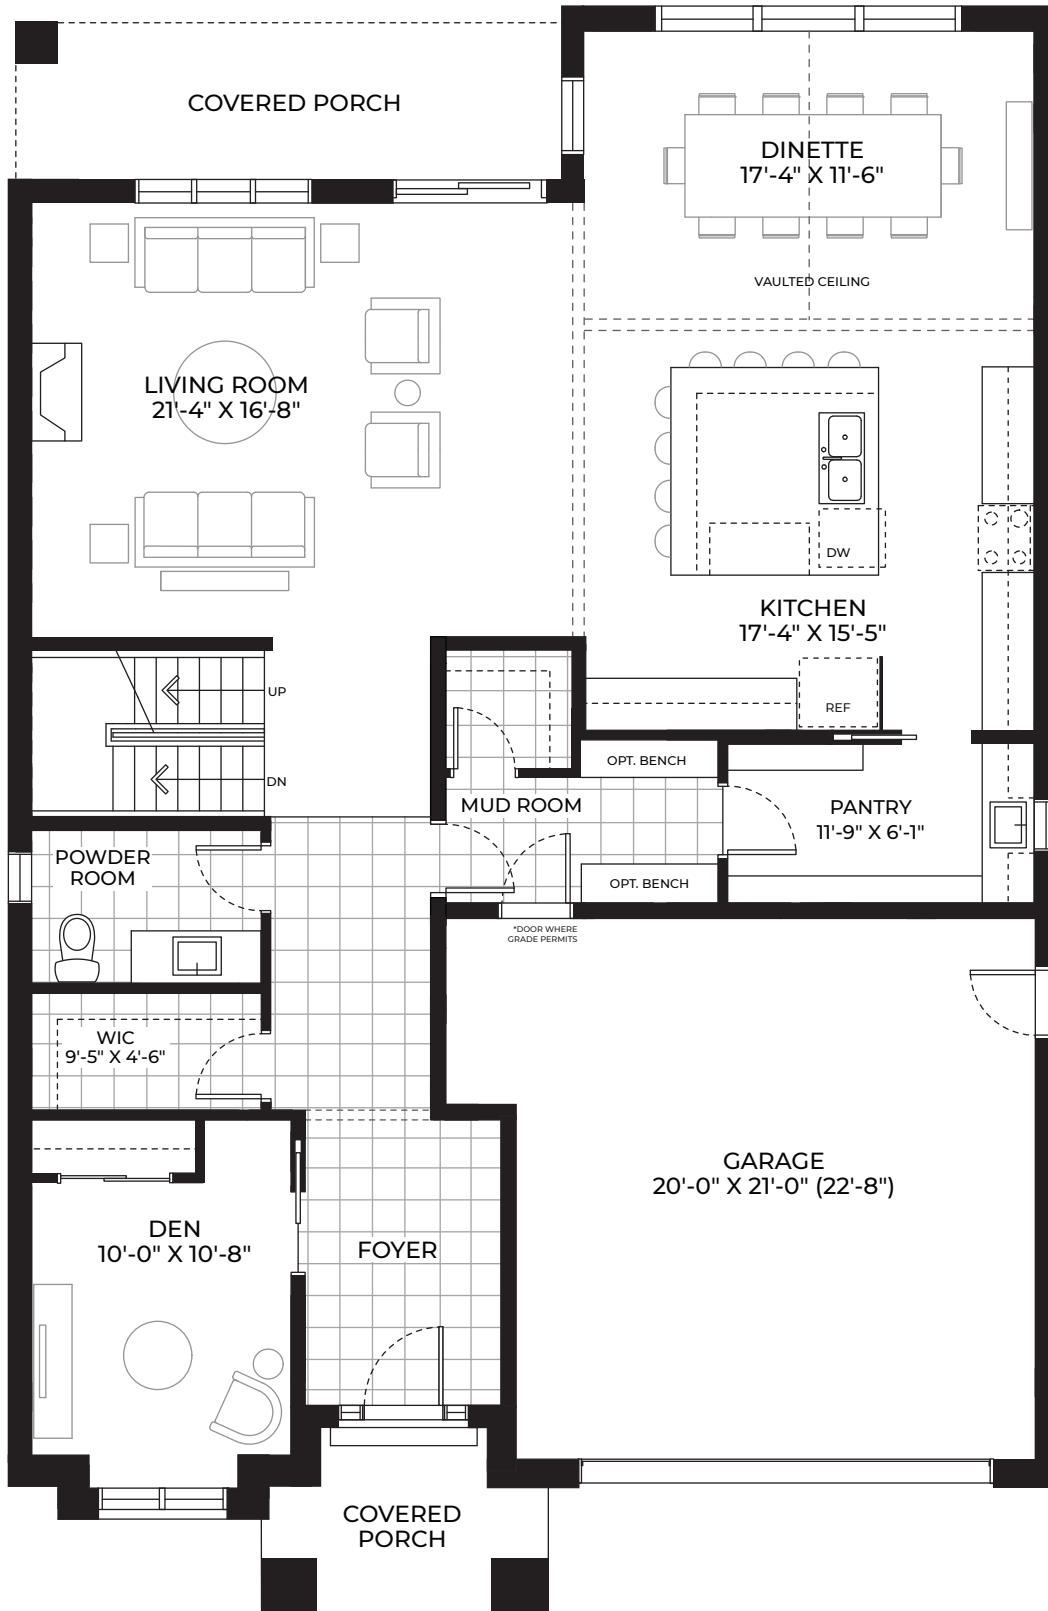 COVERED PORCH
DINETTE
17'-4" X 11'-6"
VAULTED CEILING
LIVING ROOM
21'-4" X 16'-8"
DW
KITCHEN
17'-4" X 15'-5"
UP
REF
OPT. BENCH
DN
MUD ROOM
PANTRY
11'-9" X 6'-1"
POWDER
ROOM
OPT. BENCH
*DOOR WHERE
GRADE PERMITS
WIC
9'-5" X 4'-6"
GARAGE
20'-0" X 21'-0" (22'-8")
DEN
10'-0" X 10'-8"
FOYER
COVERED
PORCH